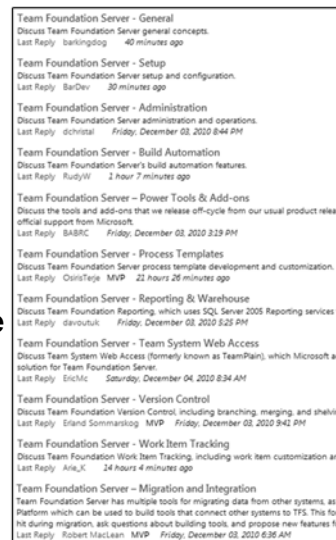 Team Foundation Server - General
Discuss Team Foundation Server general concepts.
Last Reply barkingdog 40 minutes ago
Team Foundation Server - Setup
Discuss Team Foundation Server setup and configuration.
Last Reply BarDev 30 minutes ago
Team Foundation Server - Administration
Discuss Team Foundation Server administration and operations.
Last Reply dchristal Friday, December 03, 2010 8:44 PM
Team Foundation Server - Build Automation
Discuss Team Foundation Server's build automation features.
Last Reply RudyW 1 hour 7 minutes ago
Team Foundation Server – Power Tools & Add-ons
Discuss the tools and add-ons that we release off-cycle from our usual product relea
official support from Microsoft.
Last Reply BABRC Friday, December 03, 2010 3:19 PM
Team Foundation Server - Process Templates
Discuss Team Foundation Server process template development and customization.
Last Reply OsirisTerje MVP 21 hours 26 minutes ago
Team Foundation Server - Reporting & Warehouse
Discuss Team Foundation Reporting, which uses SQL Server 2005 Reporting services
Last Reply davoutuk Friday, December 03, 2010 5:25 PM
e
Team Foundation Server - Team System Web Access
Discuss Team System Web Access (formerly known as TeamPlain), which Microsoft a
solution for Team Foundation Server.
Last Reply EricMc Saturday, December 04, 2010 8:34 AM
Team Foundation Server - Version Control
Discuss Team Foundation Version Control, including branching, merging, and shelvi
Last Reply Erland Sommarskog MVP Friday, December 03, 2010 9:41 PM
Team Foundation Server - Work Item Tracking
Discuss Team Foundation Work Item Tracking, including work item customization an
Last Reply Arie_K 14 hours 4 minutes ago
Team Foundation Server – Migration and Integration
Team Foundation Server has multiple tools for migrating data from other systems, as
Platform which can be used to build tools that connect other systems to TFS. This fo
hit during migration, ask questions about building tools, and propose new features f
Last Reply Robert MacLean MVP Friday, December 03, 2010 6:36 AM